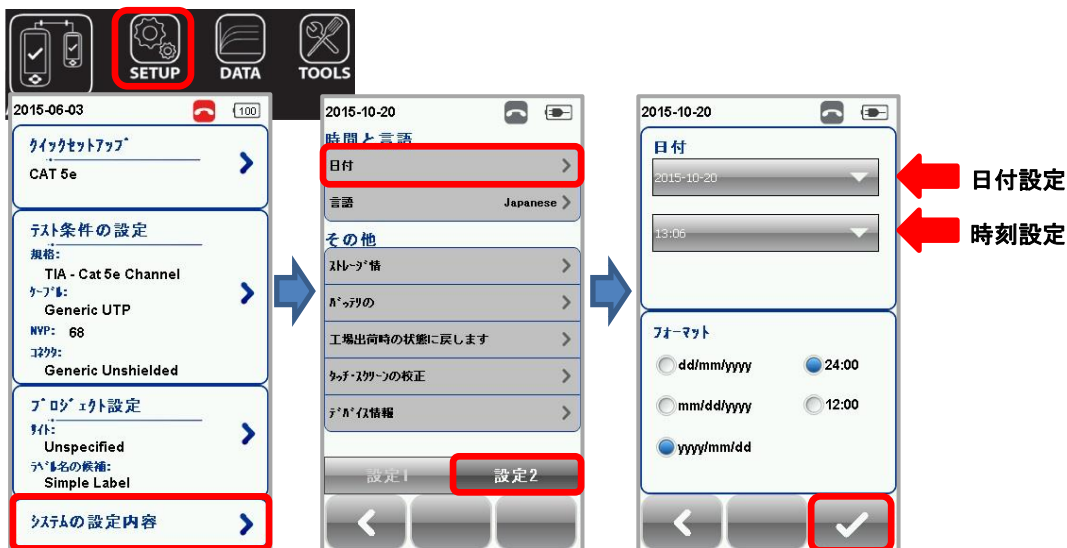 SETUP
DATA
TOOLS
2015-06-03
100
クイックセットアップ
CAT 5e
テスト条件の設定
規格:
TIA - Cat 5e Channel
ケーブル:
Generic UTP
NVP: 68
コネクタ:
Generic Unshielded
プロジェクト設定
サイト:
Unspecified
ラベル名の候補:
Simple Label
システムの設定内容
2015-10-20
時間と言語
日付
言語 Japanese
その他
ストレージ情
バッテリの
工場出荷時の状態に戻します
タッチ・スクリーンの校正
デバイス情報
設定1 設定2
2015-10-20
日付
2015-10-20
13:06
フォーマット
dd/mm/yyyy 24:00
mm/dd/yyyy 12:00
yyyy/mm/dd
日付設定
時刻設定